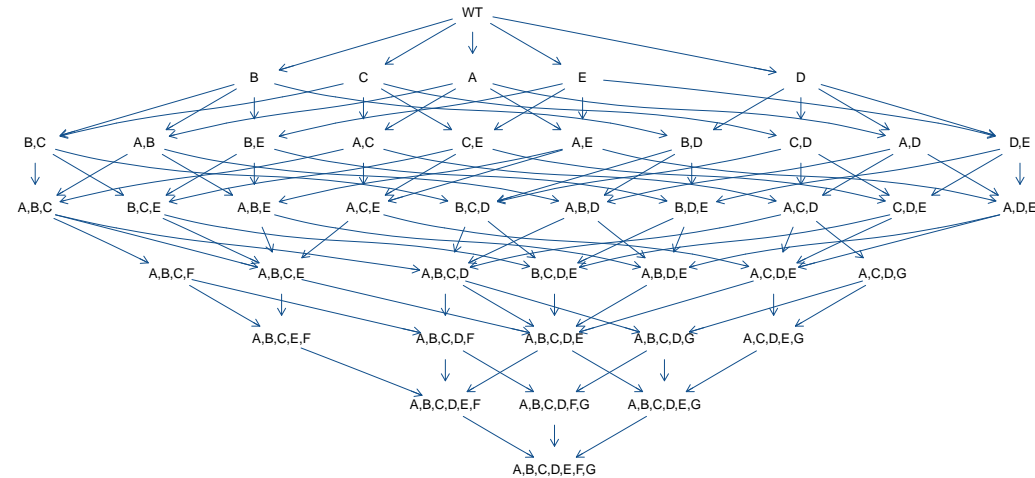 WT
B C A E D
B,C A,B B,E A,C C,E A,E B,D C,D A,D D,E
A,B,C B,C,E A,B,E A,C,E B,C,D A,B,D B,D,E A,C,D C,D,E A,D,E
A,B,C,F A,B,C,E A,B,C,D B,C,D,E A,B,D,E A,C,D,E A,C,D,G
A,B,C,E,F A,B,C,D,F A,B,C,D,E A,B,C,D,G A,C,D,E,G
A,B,C,D,E,F A,B,C,D,F,G A,B,C,D,E,G
A,B,C,D,E,F,G